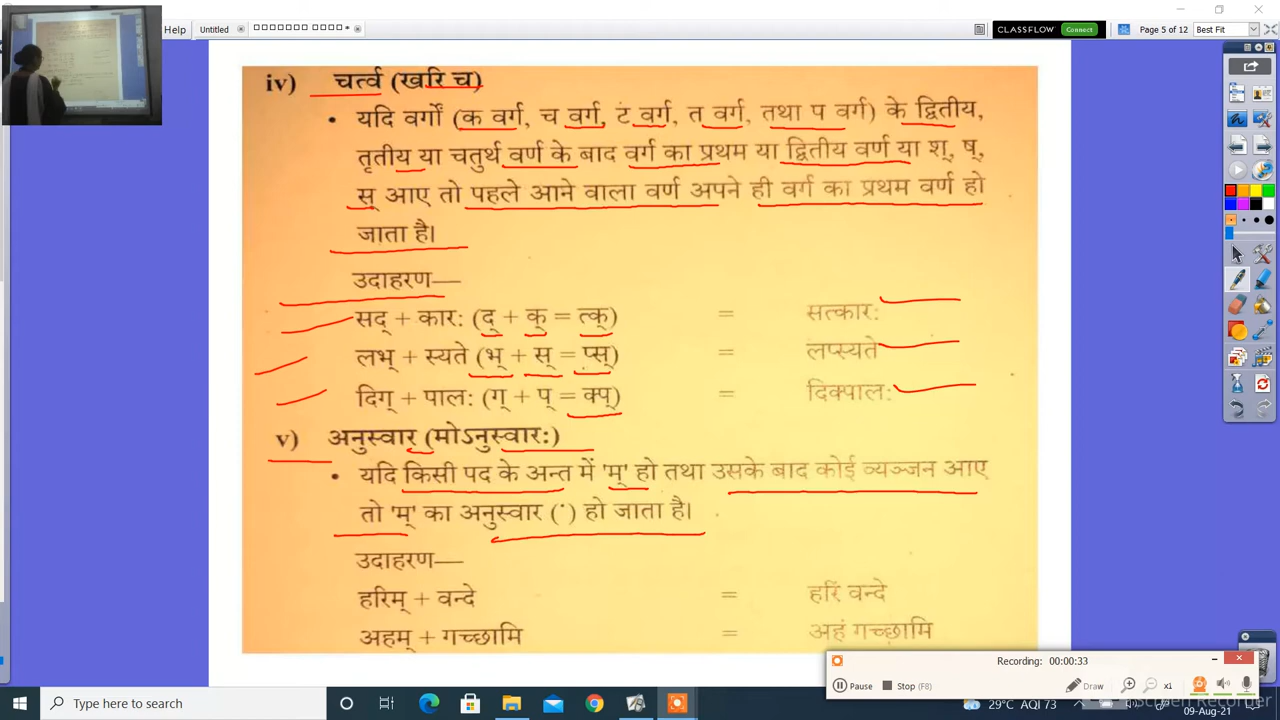 Help Untitled
CLASSFLOW Connect Page 5 of 12 Best Fit
iv) चर्त्व (खरि च)
• यदि वर्गों (क वर्ग, च वर्ग, टं वर्ग, त वर्ग, तथा प वर्ग) के द्वितीय,
तृतीय या चतुर्थ वर्ण के बाद वर्ग का प्रथम या द्वितीय वर्ण या श्, ष्,
स् आए तो पहले आने वाला वर्ण अपने ही वर्ग का प्रथम वर्ण हो
जाता है।
उदाहरण—
सद् + कार: (द् + क् = त्क्) = सत्कार:
लभ् + स्यते (भ् + स् = प्स्) = लप्स्यते
दिग् + पाल: (ग् + प् = क्प्) = दिक्पाल:
v) अनुस्वार (मोऽनुस्वार:)
• यदि किसी पद के अन्त में 'म्' हो तथा उसके बाद कोई व्यञ्जन आए
तो 'म्' का अनुस्वार (ं) हो जाता है।
उदाहरण—
हरिम् + वन्दे = हरिं वन्दे
अहम् + गच्छामि = अहं गच्छामि
Recording: 00:00:33
Pause Stop (F8) Draw x1
Type here to search 29°C AQI 73 09-Aug-21